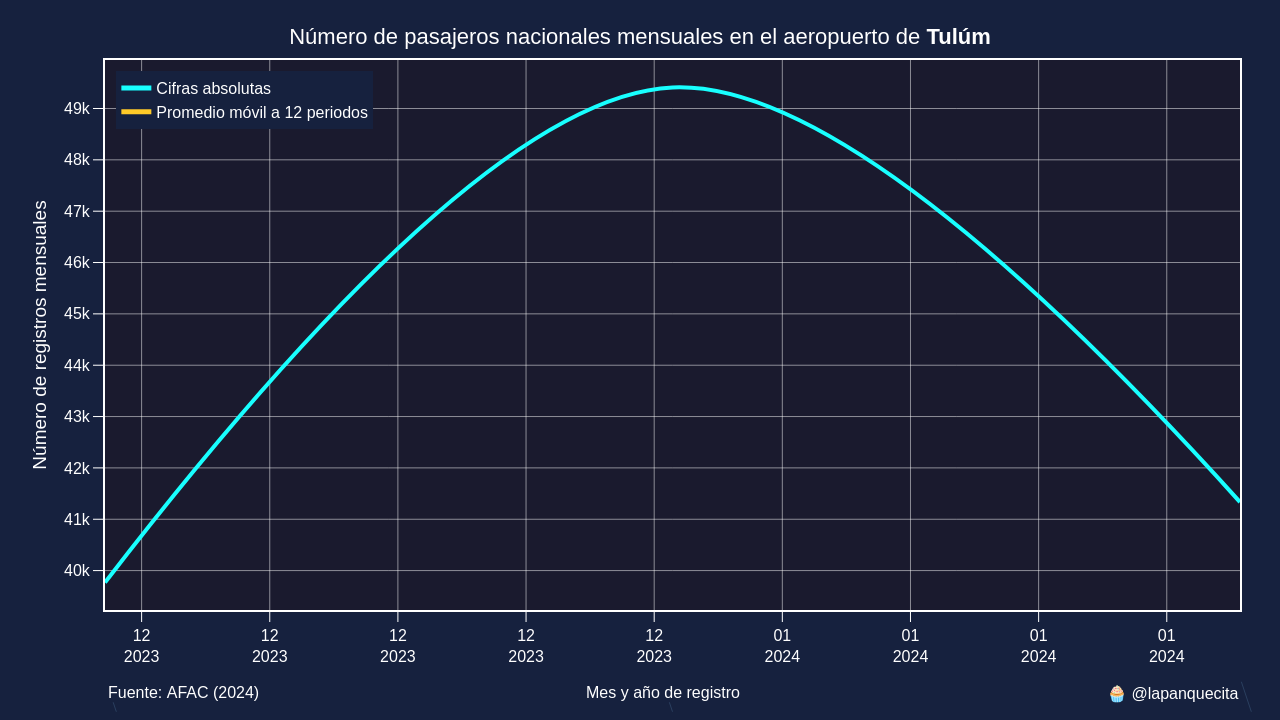 Número de pasajeros nacionales mensuales en el aeropuerto de Tulúm
Cifras absolutas
Promedio móvil a 12 periodos
Número de registros mensuales
49k
48k
47k
46k
45k
44k
43k
42k
41k
40k
12 12 12 12 12 01 01 01 01
2023 2023 2023 2023 2023 2024 2024 2024 2024
Fuente: AFAC (2024) Mes y año de registro 🧁 @lapanquecita